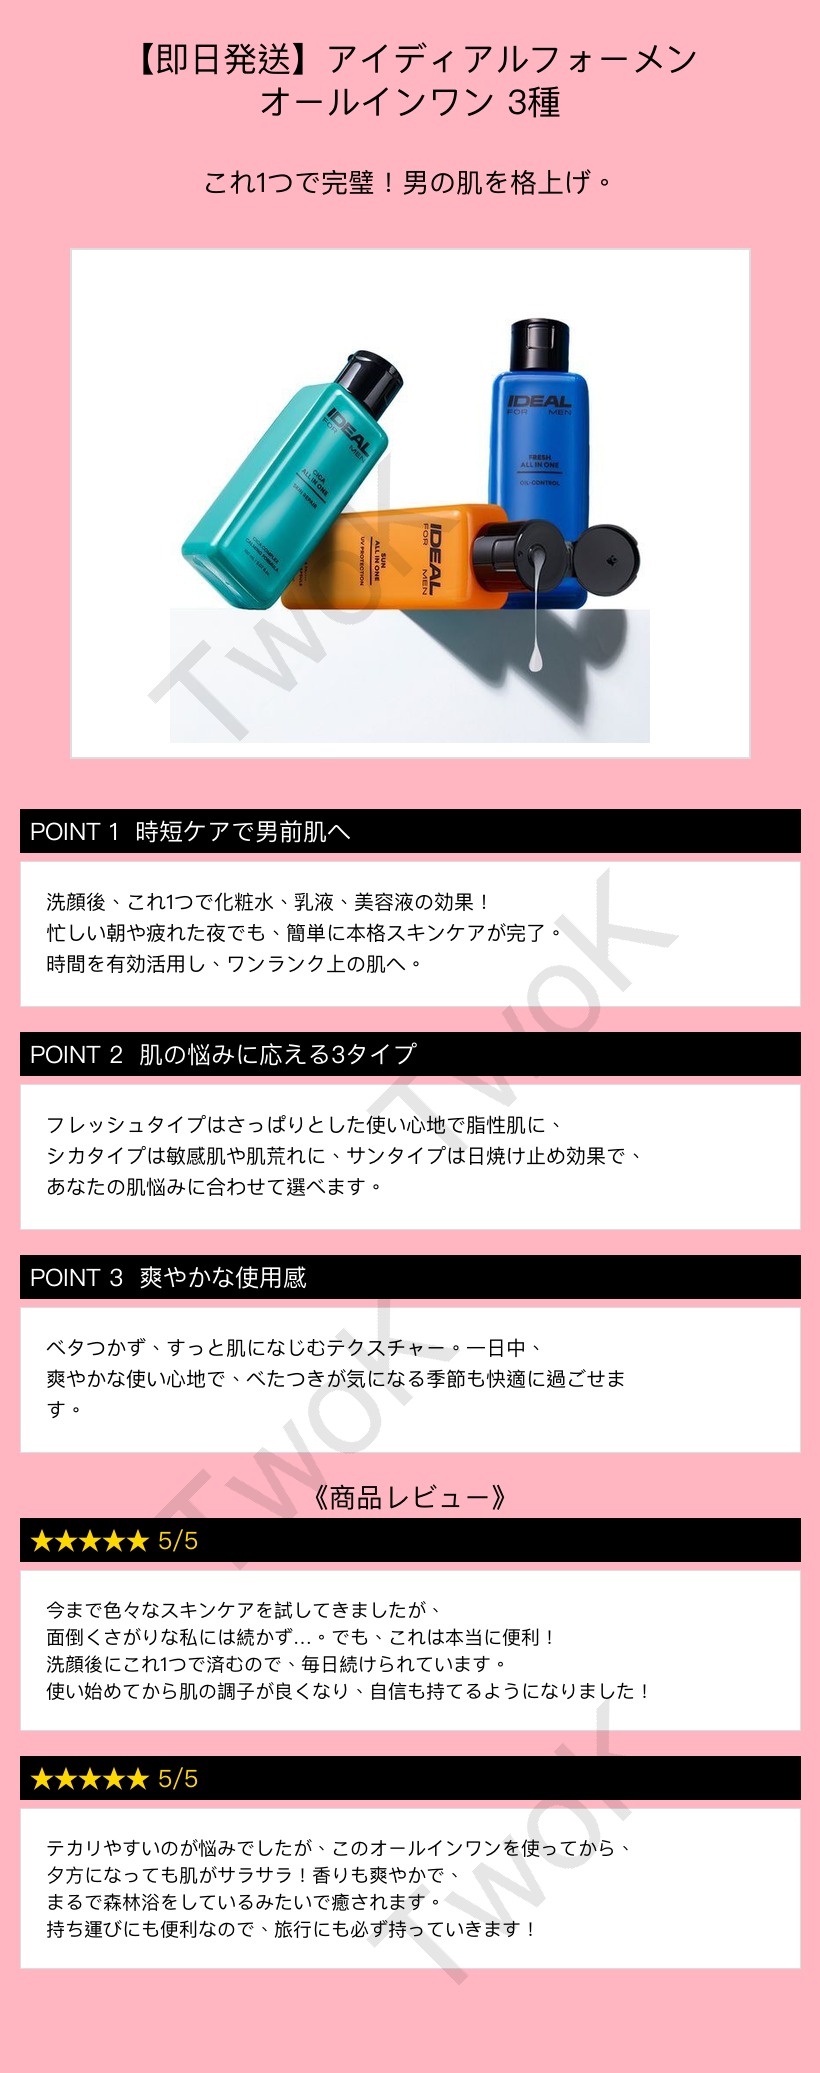 【即日発送】アイディアルフォーメン
オールインワン 3種
これ1つで完璧！男の肌を格上げ。
IDEAL
FOR MEN
CICA
ALL IN ONE
SKIN REPAIR
CICA COMPLEX
CALMING FORMULA
IDEAL
FOR MEN
SUN
ALL IN ONE
UV PROTECTION
IDEAL
FOR MEN
FRESH
ALL IN ONE
OIL-CONTROL
TwoK
POINT 1 時短ケアで男前肌へ
洗顔後、これ1つで化粧水、乳液、美容液の効果！
忙しい朝や疲れた夜でも、簡単に本格スキンケアが完了。
時間を有効活用し、ワンランク上の肌へ。
TwoK
POINT 2 肌の悩みに応える3タイプ
フレッシュタイプはさっぱりとした使い心地で脂性肌に、
シカタイプは敏感肌や肌荒れに、サンタイプは日焼け止め効果で、
あなたの肌悩みに合わせて選べます。
POINT 3 爽やかな使用感
ベタつかず、すっと肌になじむテクスチャー。一日中、
爽やかな使い心地で、べたつきが気になる季節も快適に過ごせま
す。
TwoK
《商品レビュー》
★★★★★ 5/5
今まで色々なスキンケアを試してきましたが、
面倒くさがりな私には続かず…。でも、これは本当に便利！
洗顔後にこれ1つで済むので、毎日続けられています。
使い始めてから肌の調子が良くなり、自信も持てるようになりました！
★★★★★ 5/5
テカリやすいのが悩みでしたが、このオールインワンを使ってから、
夕方になっても肌がサラサラ！香りも爽やかで、
まるで森林浴をしているみたいで癒されます。
持ち運びにも便利なので、旅行にも必ず持っていきます！
TwoK